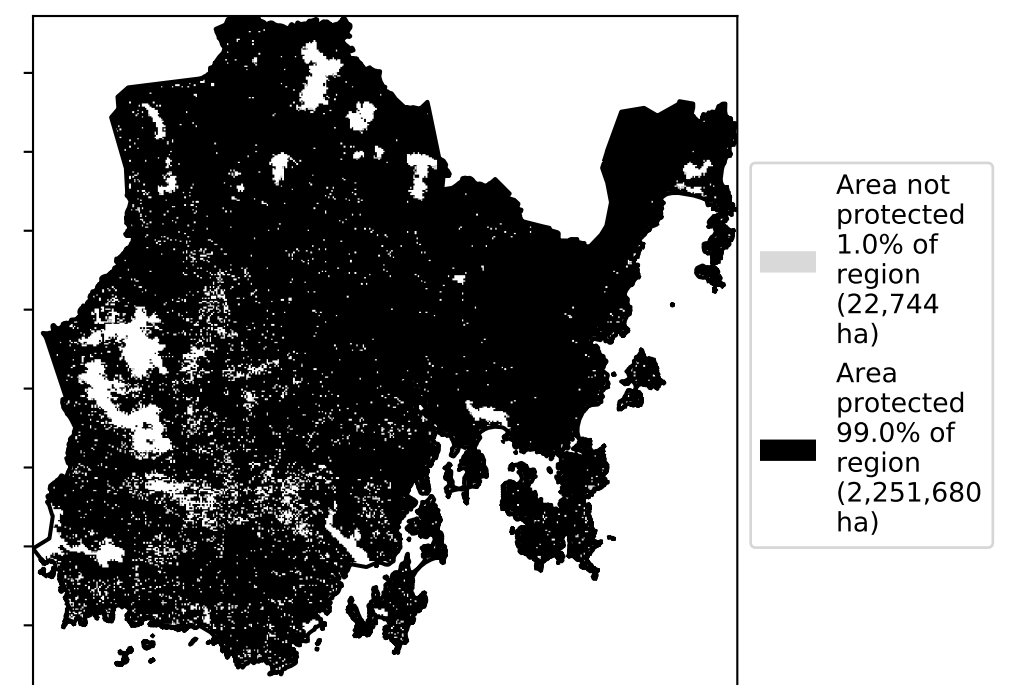 Area not
protected
1.0% of
region
(22,744
ha)
Area
protected
99.0% of
region
(2,251,680
ha)